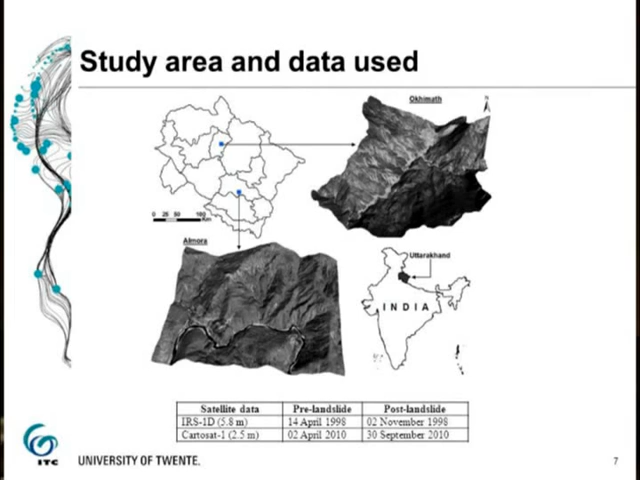 Study area and data used
Okhimath
N
0 25 50 100
Km
Almora
Uttarakhand
INDIA
Satellite data Pre-landslide Post-landslide
IRS-1D (5.8 m) 14 April 1998 02 November 1998
Cartosat-1 (2.5 m) 02 April 2010 30 September 2010
ITC UNIVERSITY OF TWENTE.
7